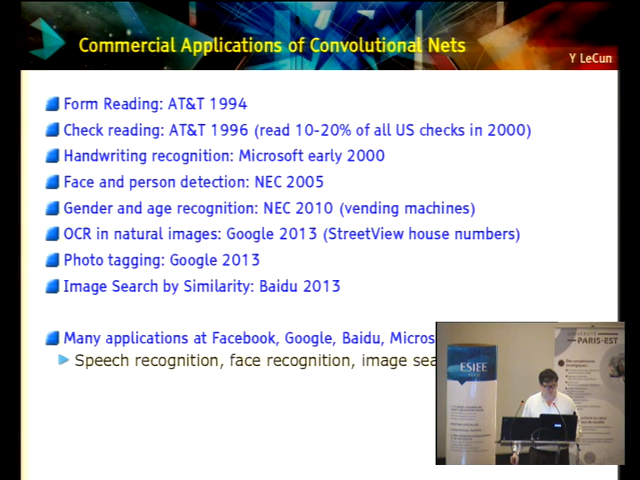 Commercial Applications of Convolutional Nets
Y LeCun
Form Reading: AT&T 1994
Check reading: AT&T 1996 (read 10-20% of all US checks in 2000)
Handwriting recognition: Microsoft early 2000
Face and person detection: NEC 2005
Gender and age recognition: NEC 2010 (vending machines)
OCR in natural images: Google 2013 (StreetView house numbers)
Photo tagging: Google 2013
Image Search by Similarity: Baidu 2013
Many applications at Facebook, Google, Baidu, Micros
Speech recognition, face recognition, image sea
ESIEE
UNIVERSITÉ
PARIS-EST